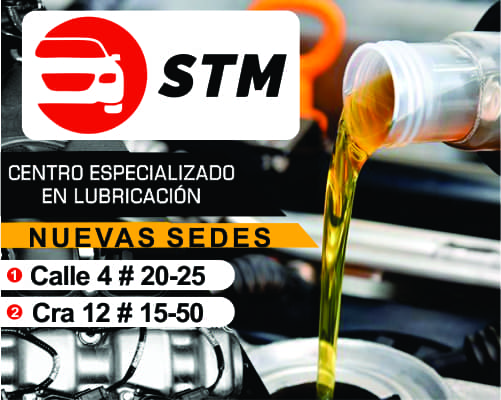 STM
CENTRO ESPECIALIZADO
EN LUBRICACIÓN
NUEVAS SEDES
1 Calle 4 # 20-25
2 Cra 12 # 15-50